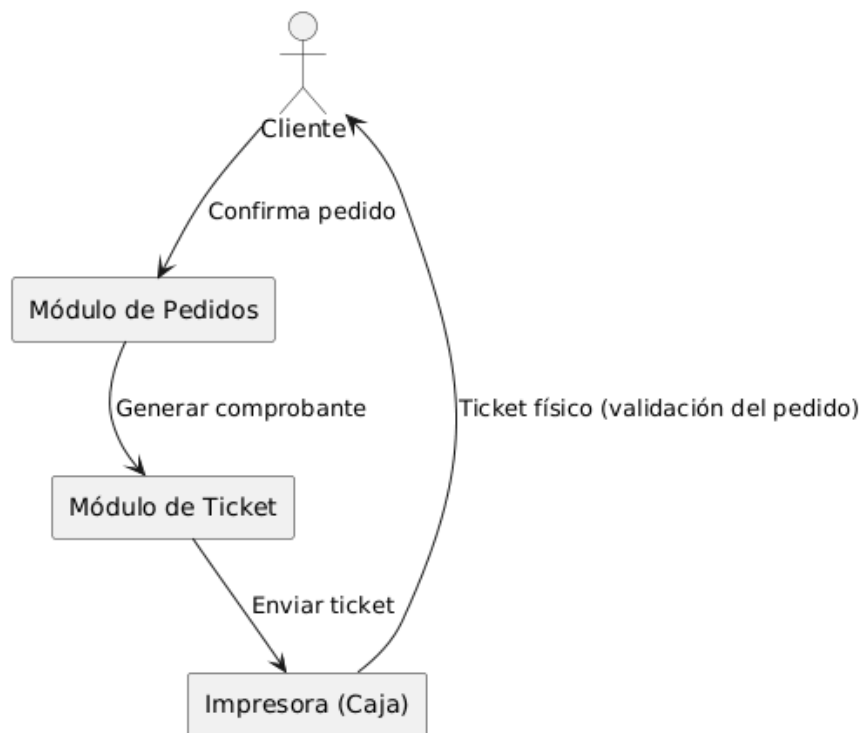 Cliente
Confirma pedido
Módulo de Pedidos
Generar comprobante
Ticket físico (validación del pedido)
Módulo de Ticket
Enviar ticket
Impresora (Caja)